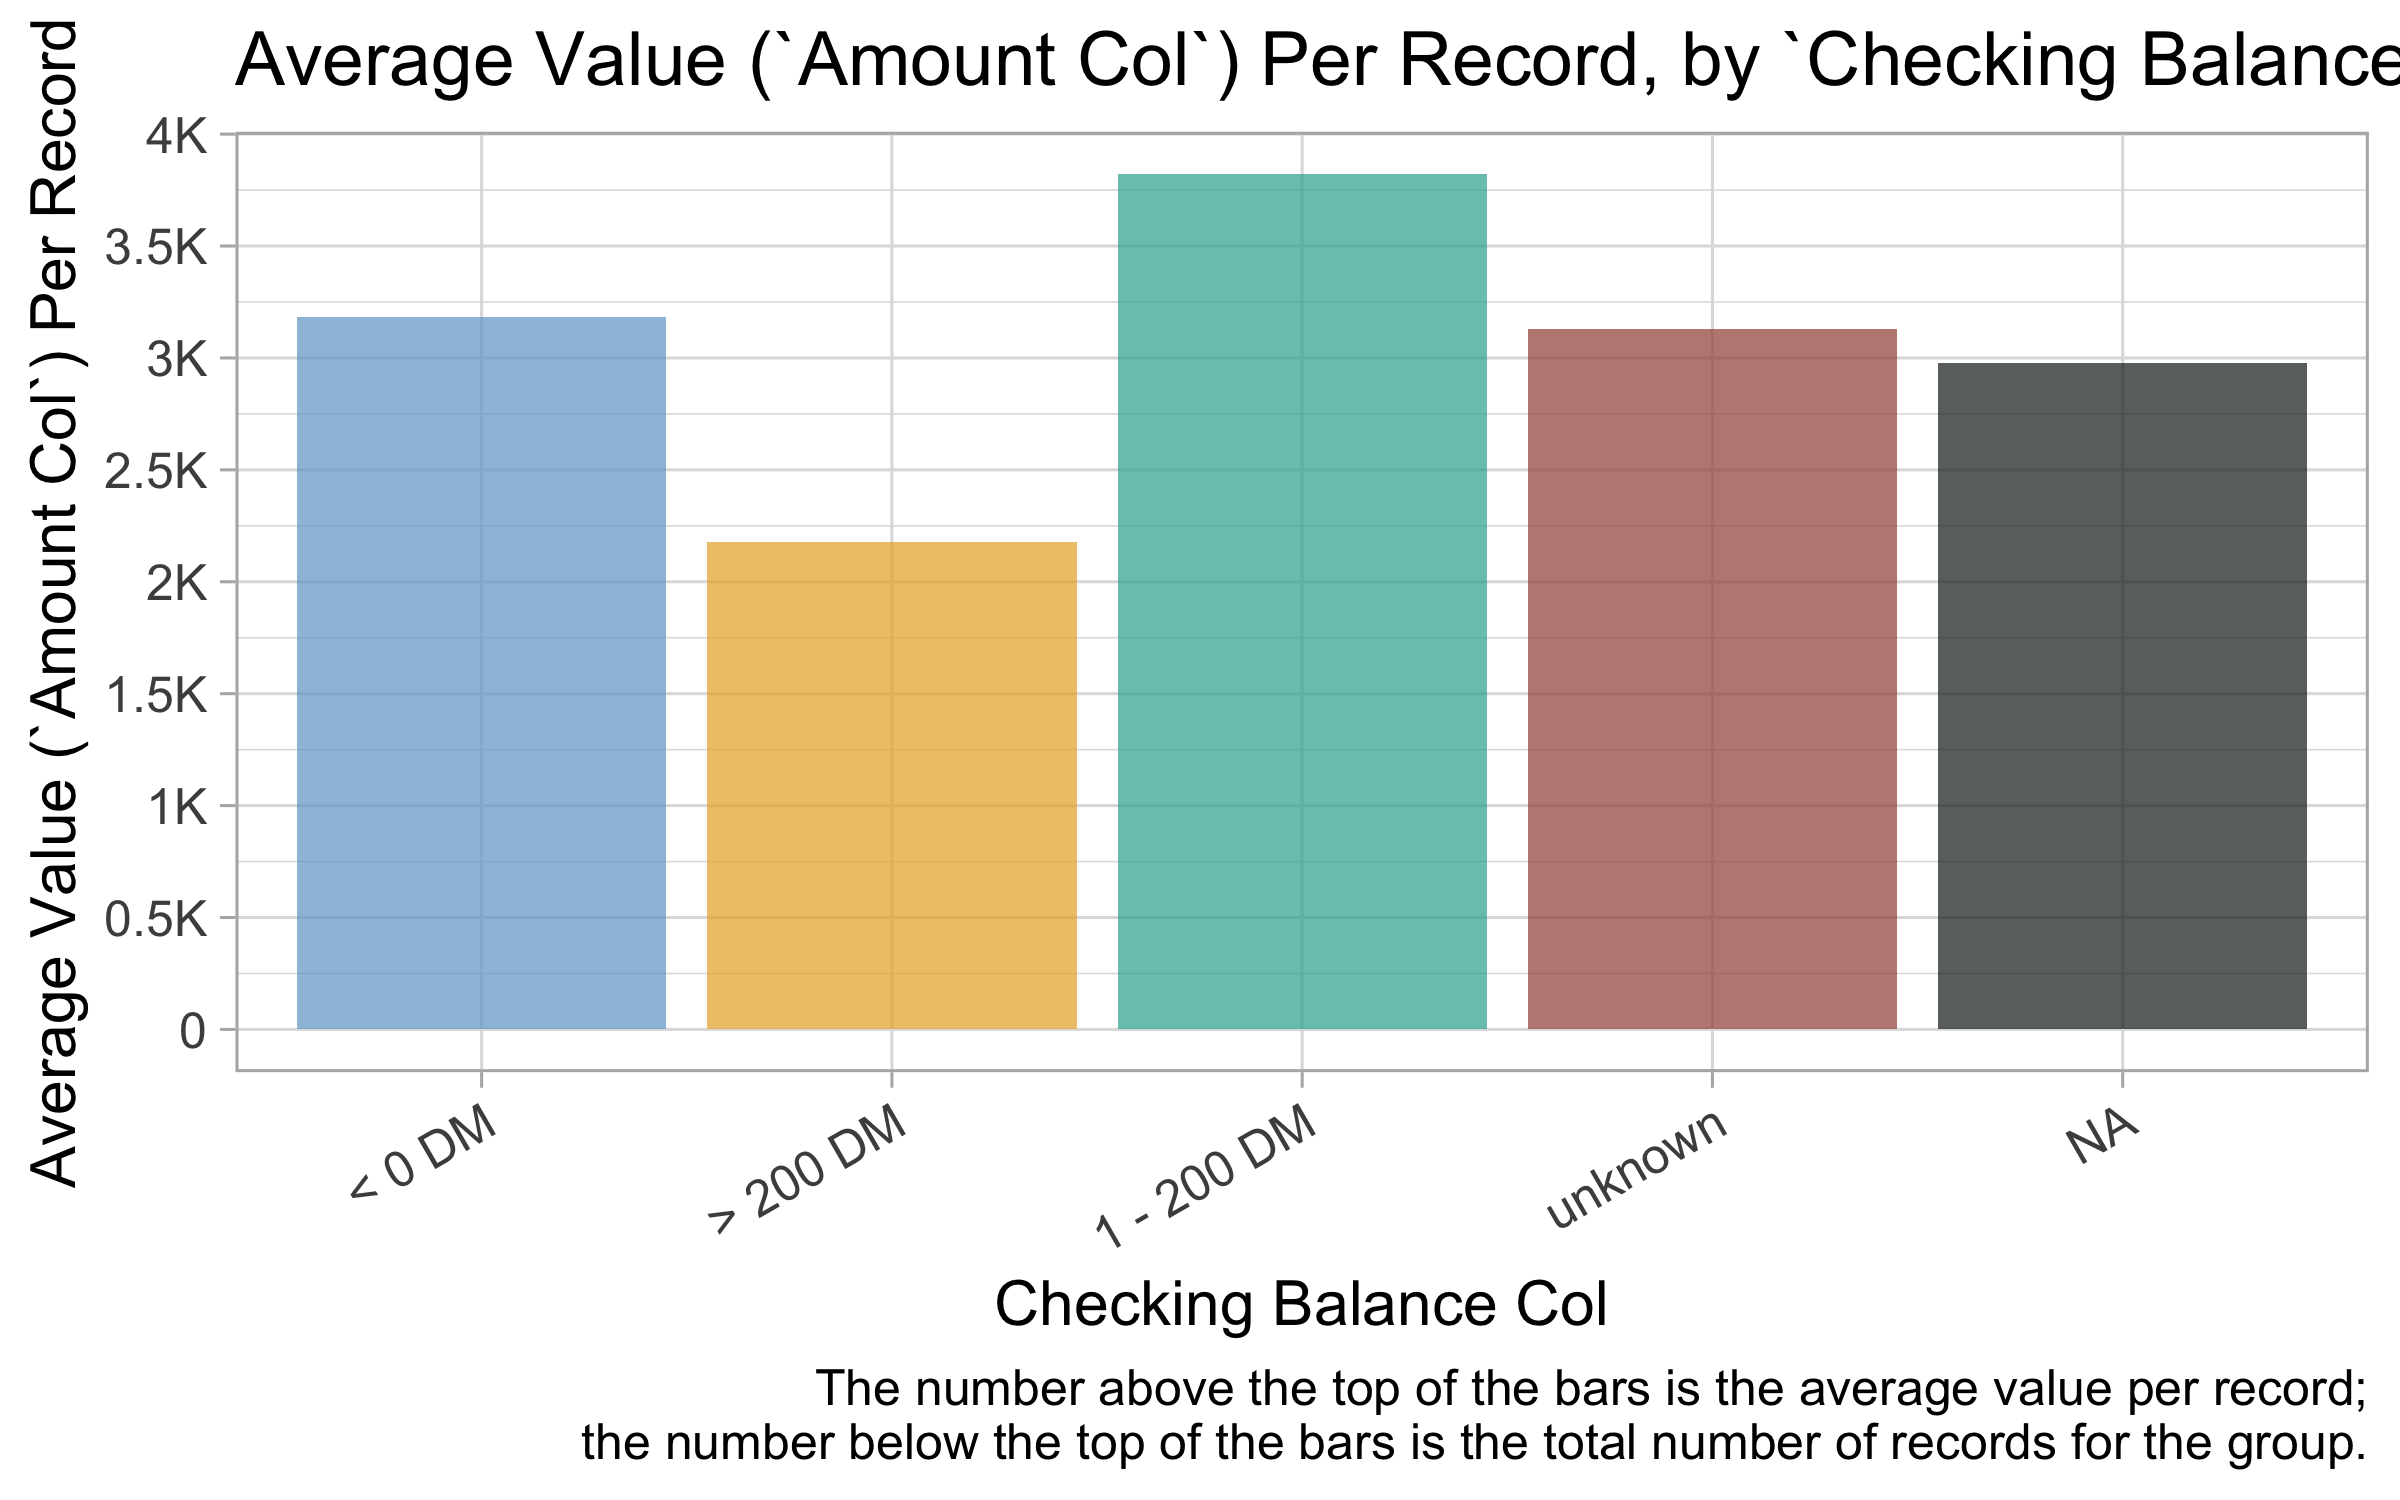 Average Value (`Amount Col`) Per Record, by `Checking Balance
Average Value (`Amount Col`) Per Record
4K
3.5K
3K
2.5K
2K
1.5K
1K
0.5K
0
< 0 DM
> 200 DM
1 - 200 DM
unknown
NA
Checking Balance Col
The number above the top of the bars is the average value per record;
the number below the top of the bars is the total number of records for the group.